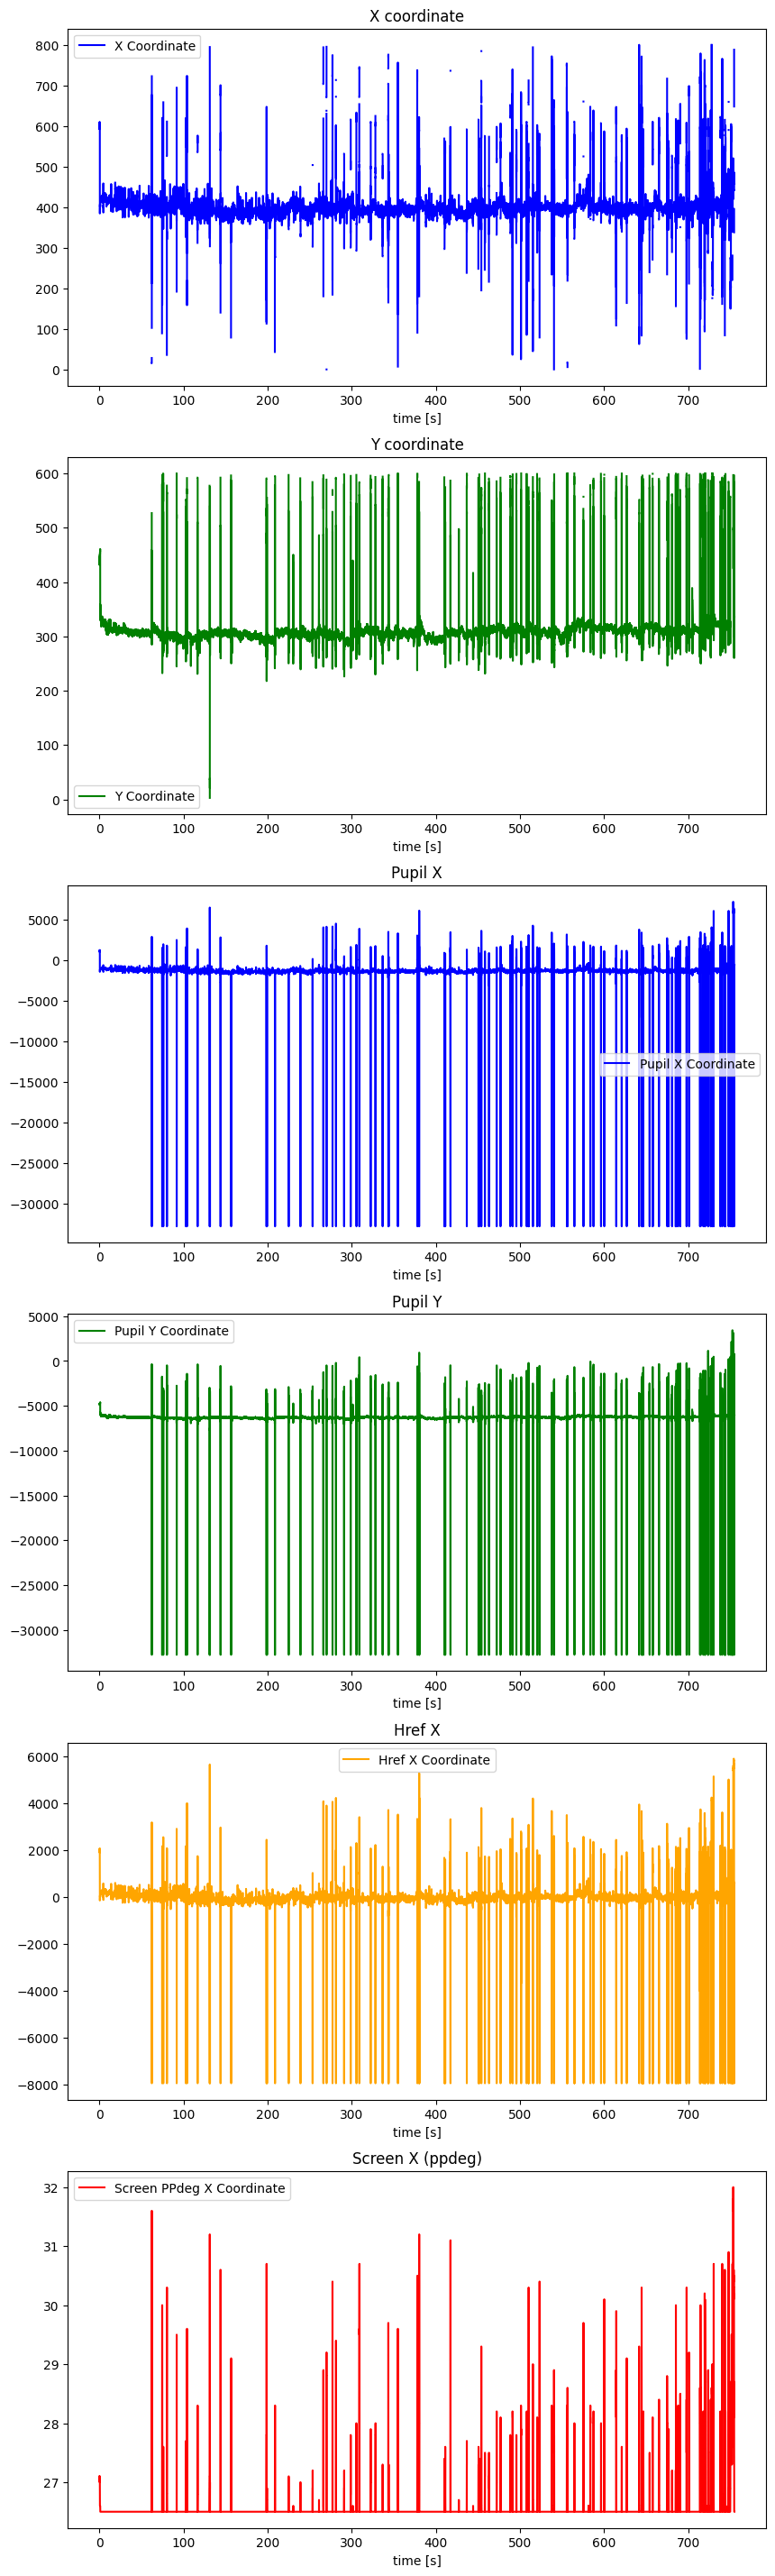 X coordinate
800
700
600
500
400
300
200
100
0
X Coordinate
0 100 200 300 400 500 600 700
time [s]
Y coordinate
600
500
400
300
200
100
0
Y Coordinate
0 100 200 300 400 500 600 700
time [s]
Pupil X
5000
0
−5000
−10000
−15000
−20000
−25000
−30000
Pupil X Coordinate
0 100 200 300 400 500 600 700
time [s]
Pupil Y
5000
0
−5000
−10000
−15000
−20000
−25000
−30000
Pupil Y Coordinate
0 100 200 300 400 500 600 700
time [s]
Href X
6000
4000
2000
0
−2000
−4000
−6000
−8000
Href X Coordinate
0 100 200 300 400 500 600 700
time [s]
Screen X (ppdeg)
32
31
30
29
28
27
Screen PPdeg X Coordinate
0 100 200 300 400 500 600 700
time [s]